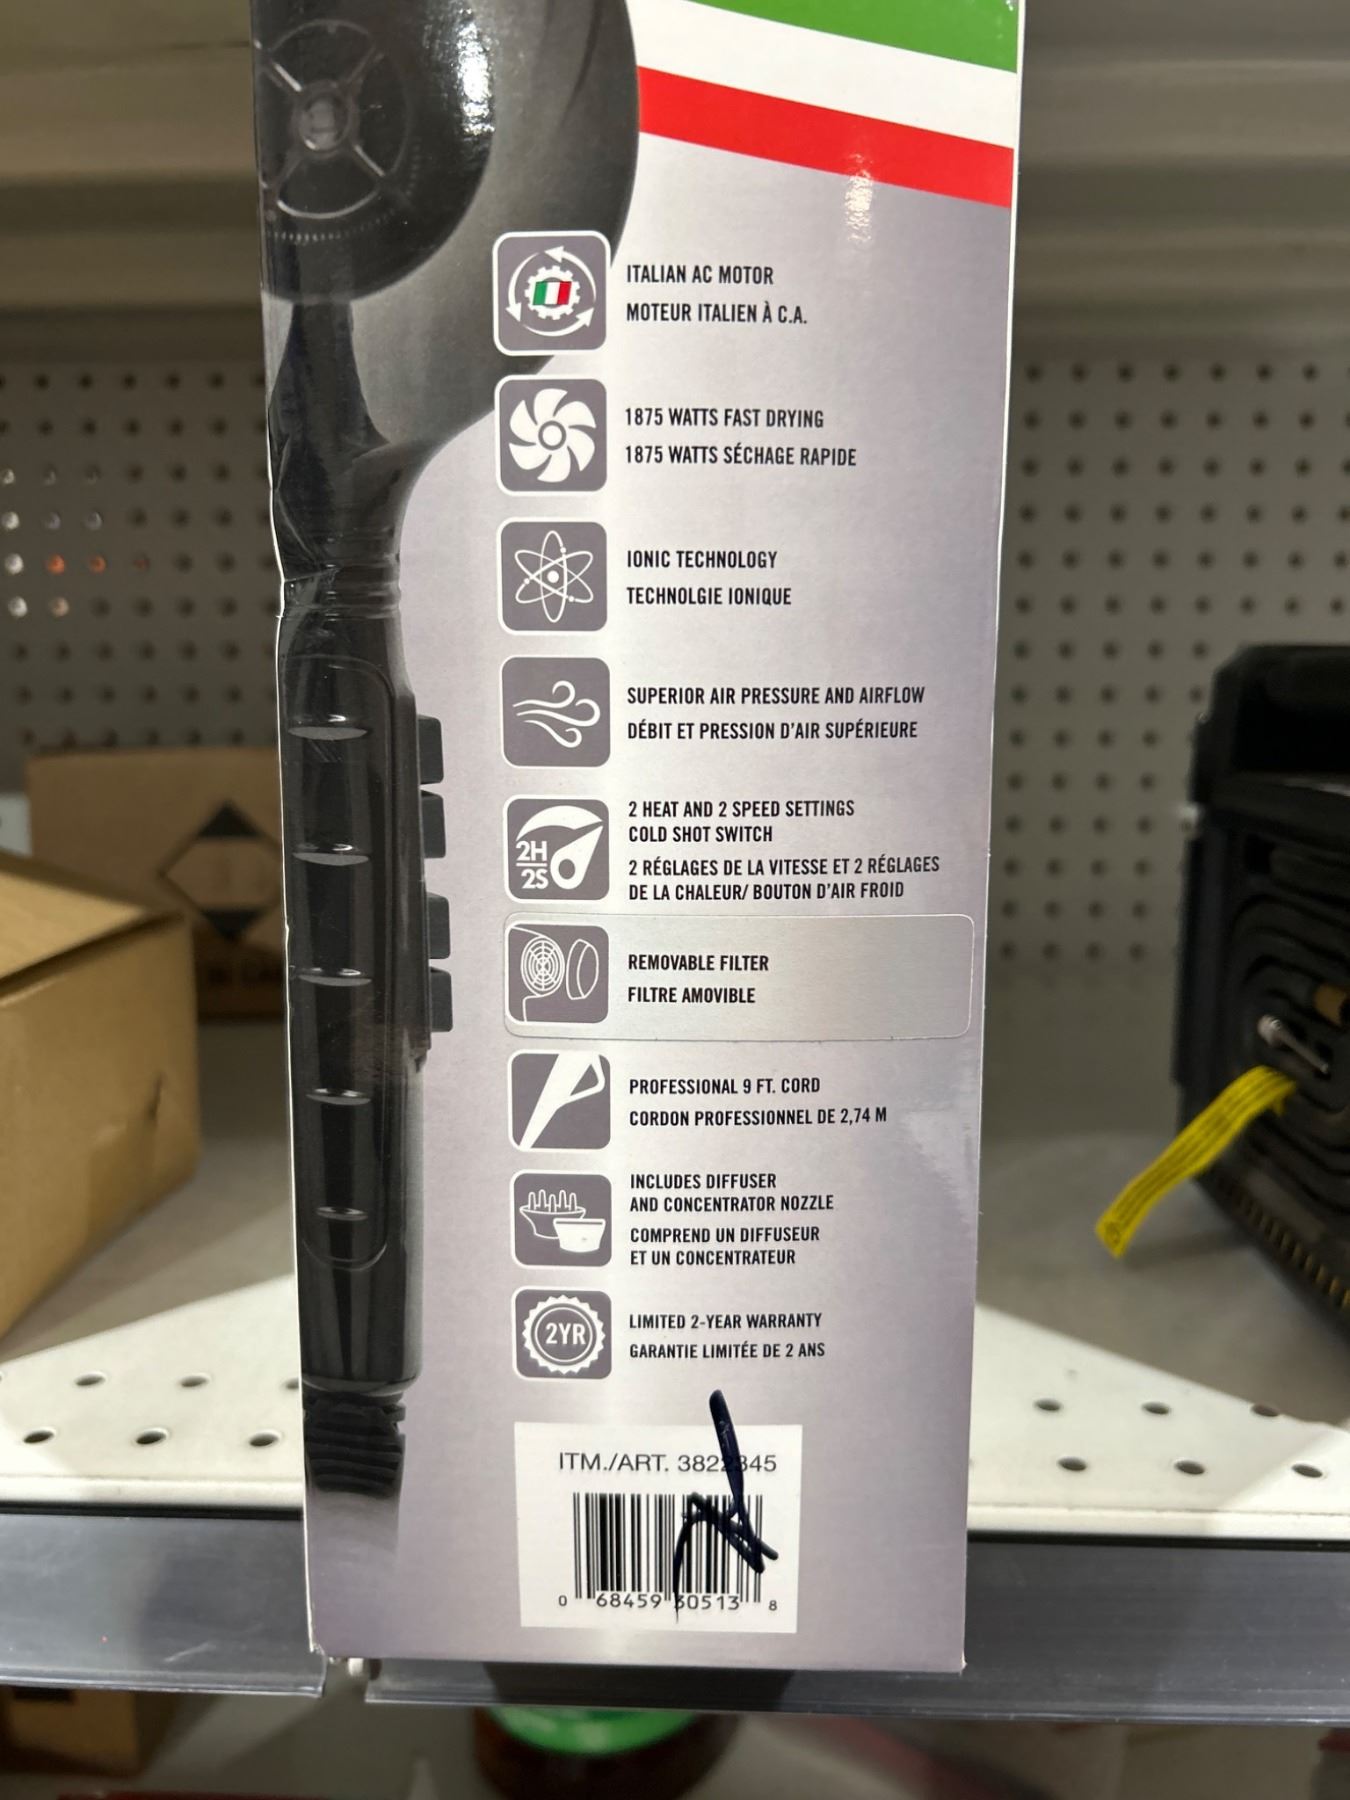 ITALIAN AC MOTOR
MOTEUR ITALIEN À C.A.
1875 WATTS FAST DRYING
1875 WATTS SÉCHAGE RAPIDE
IONIC TECHNOLOGY
TECHNOLGIE IONIQUE
SUPERIOR AIR PRESSURE AND AIRFLOW
DÉBIT ET PRESSION D'AIR SUPÉRIEURE
2H
2S
2 HEAT AND 2 SPEED SETTINGS
COLD SHOT SWITCH
2 RÉGLAGES DE LA VITESSE ET 2 RÉGLAGES
DE LA CHALEUR/ BOUTON D'AIR FROID
REMOVABLE FILTER
FILTRE AMOVIBLE
PROFESSIONAL 9 FT. CORD
CORDON PROFESSIONNEL DE 2,74 M
INCLUDES DIFFUSER
AND CONCENTRATOR NOZZLE
COMPREND UN DIFFUSEUR
ET UN CONCENTRATEUR
2YR
LIMITED 2-YEAR WARRANTY
GARANTIE LIMITÉE DE 2 ANS
ITM./ART. 3822345
0 68459 30513 8